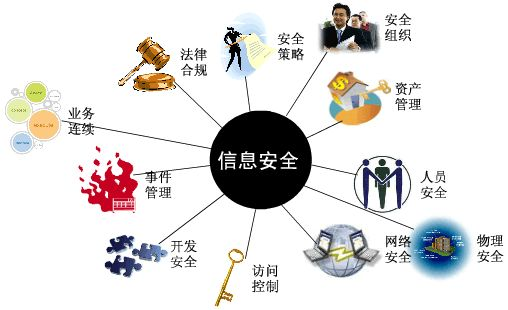 安全
组织
安全
策略
法律
合规
资产
管理
业务
连续
信息安全
事件
管理
人员
安全
开发
安全
访问
控制
网络
安全
物理
安全